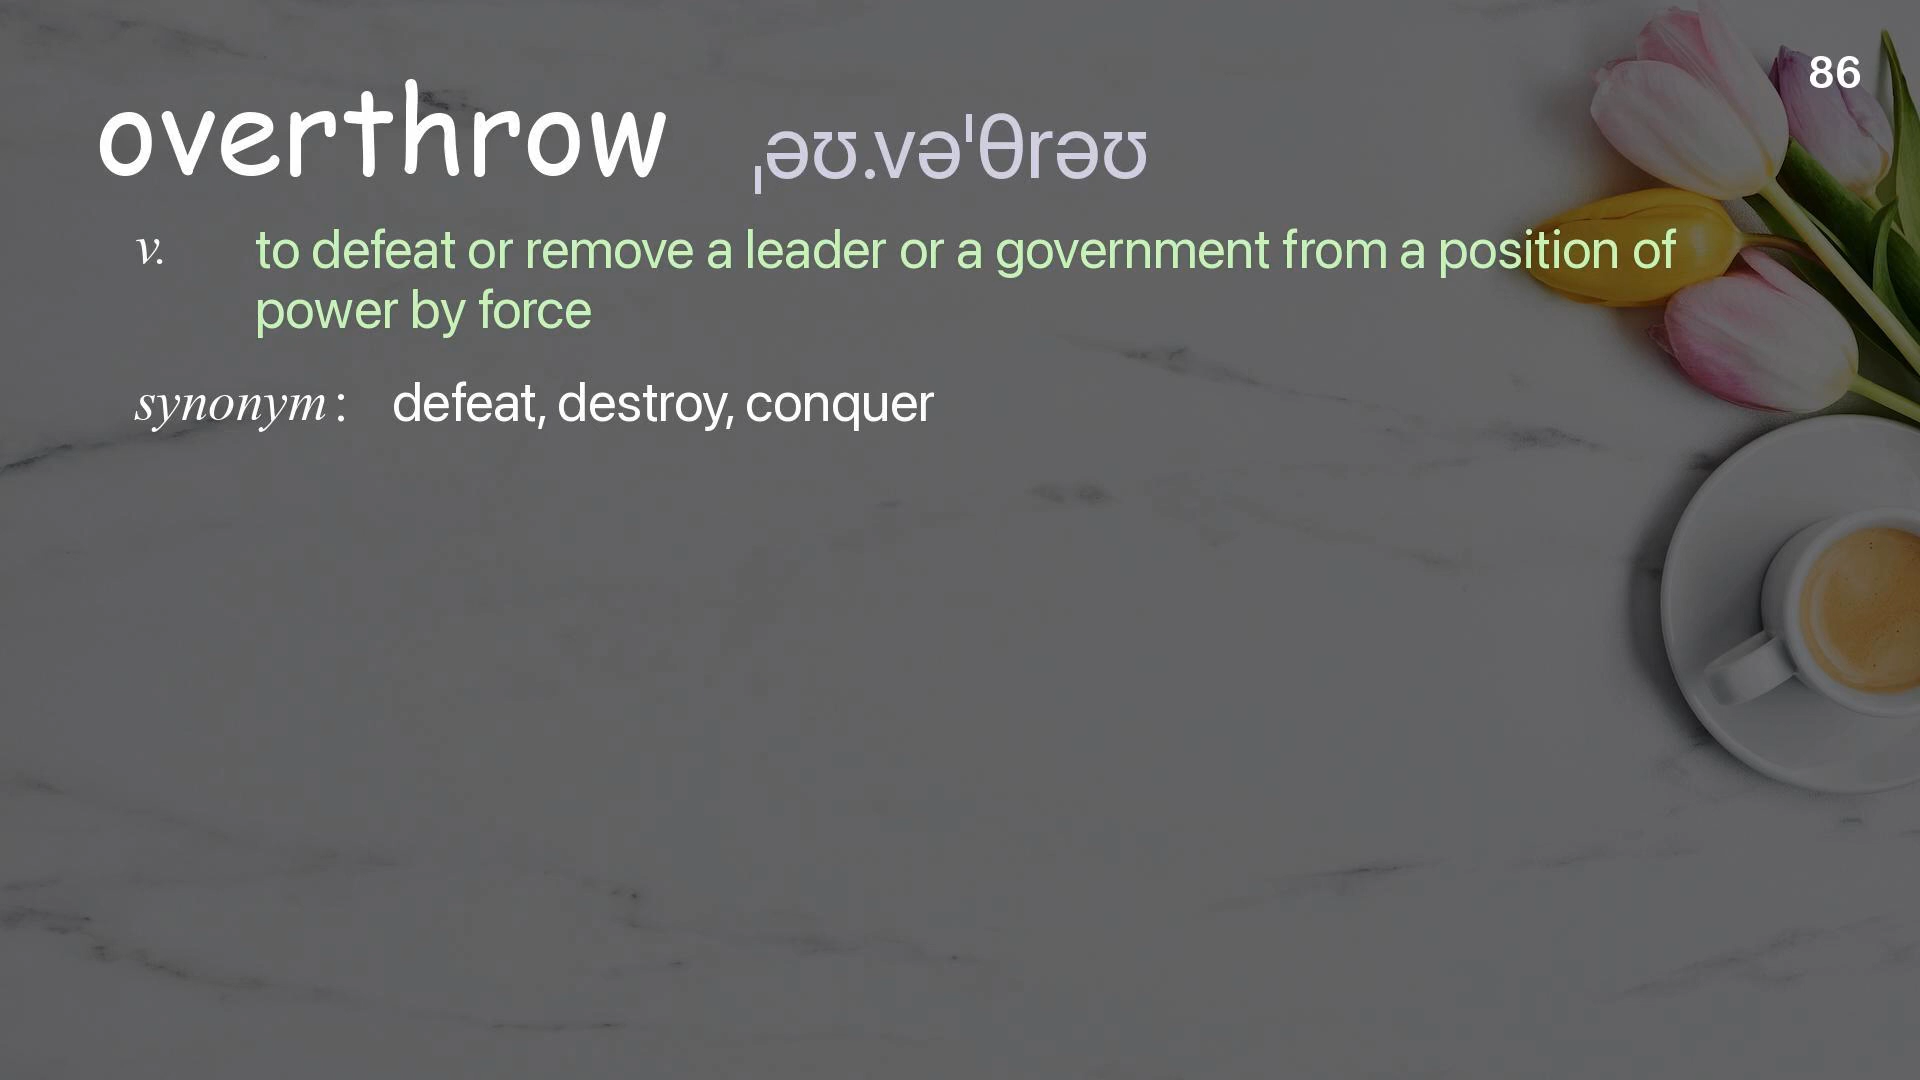 86
overthrow ˌəʊ.vəˈθrəʊ
v. to defeat or remove a leader or a government from a position of
power by force
synonym : defeat, destroy, conquer